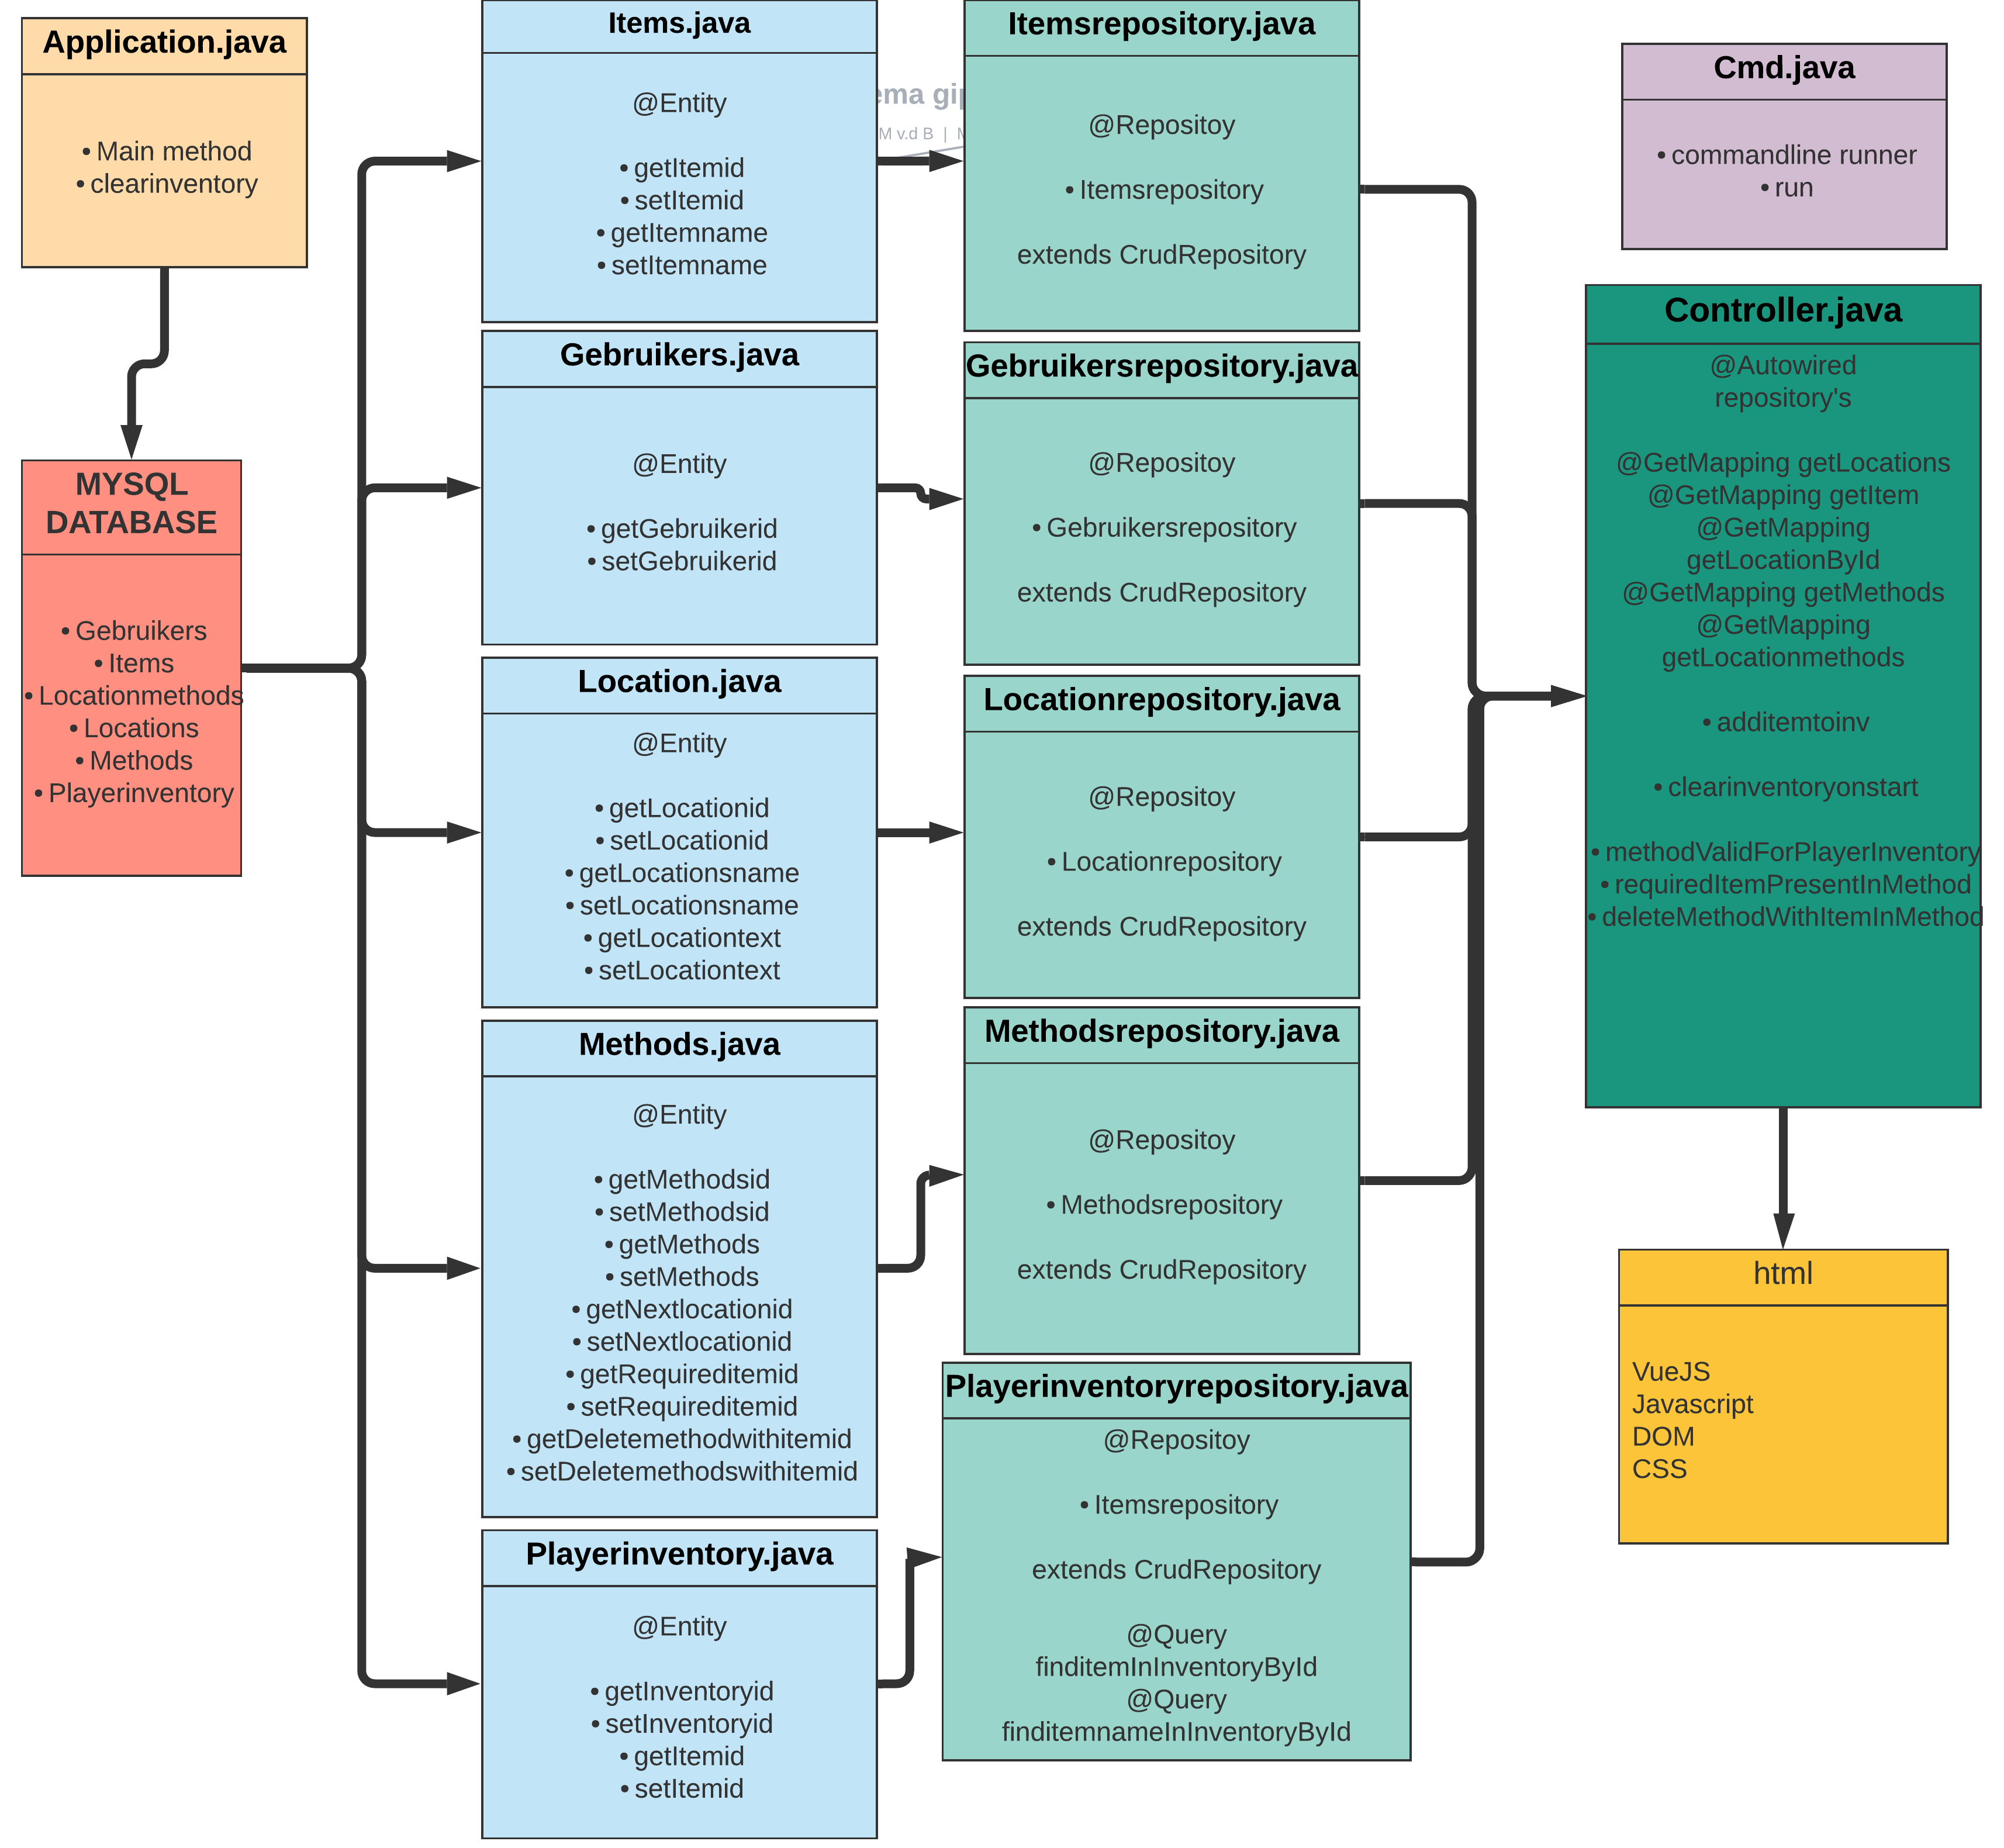 Application.java
• Main method
• clearinventory
MYSQL
DATABASE
• Gebruikers
• Items
• Locationmethods
• Locations
• Methods
• Playerinventory
Items.java
@Entity
• getItemid
• setItemid
• getItemname
• setItemname
Gebruikers.java
@Entity
• getGebruikerid
• setGebruikerid
Location.java
@Entity
• getLocationid
• setLocationid
• getLocationsname
• setLocationsname
• getLocationtext
• setLocationtext
Methods.java
@Entity
• getMethodsid
• setMethodsid
• getMethods
• setMethods
• getNextlocationid
• setNextlocationid
• getRequireditemid
• setRequireditemid
• getDeletemethodwithitemid
• setDeletemethodswithitemid
Playerinventory.java
@Entity
• getInventoryid
• setInventoryid
• getItemid
• setItemid
ema gip
M v.d B | M
Itemsrepository.java
@Repositoy
• Itemsrepository
extends CrudRepository
Gebruikersrepository.java
@Repositoy
• Gebruikersrepository
extends CrudRepository
Locationrepository.java
@Repositoy
• Locationrepository
extends CrudRepository
Methodsrepository.java
@Repositoy
• Methodsrepository
extends CrudRepository
Playerinventoryrepository.java
@Repositoy
• Itemsrepository
extends CrudRepository
@Query
finditemInInventoryById
@Query
finditemnameInInventoryById
Cmd.java
• commandline runner
• run
Controller.java
@Autowired
repository's
@GetMapping getLocations
@GetMapping getItem
@GetMapping
getLocationById
@GetMapping getMethods
@GetMapping
getLocationmethods
• additemtoinv
• clearinventoryonstart
• methodValidForPlayerInventory
• requiredItemPresentInMethod
• deleteMethodWithItemInMethod
html
VueJS
Javascript
DOM
CSS